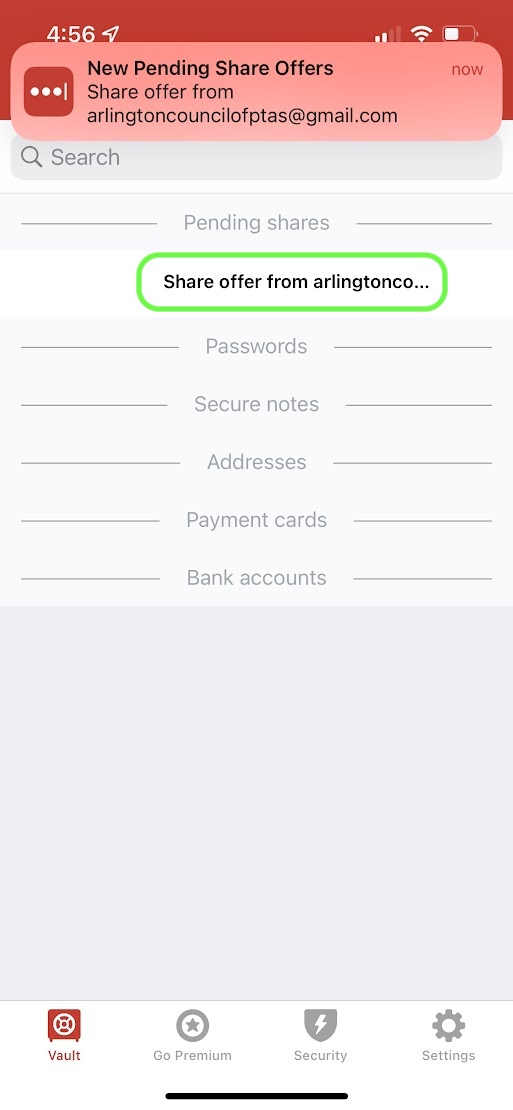 4:56
New Pending Share Offers
now
Share offer from
arlingtoncouncilofptas@gmail.com
Search
Pending shares
Share offer from arlingtonco...
Passwords
Secure notes
Addresses
Payment cards
Bank accounts
Vault
Go Premium
Security
Settings